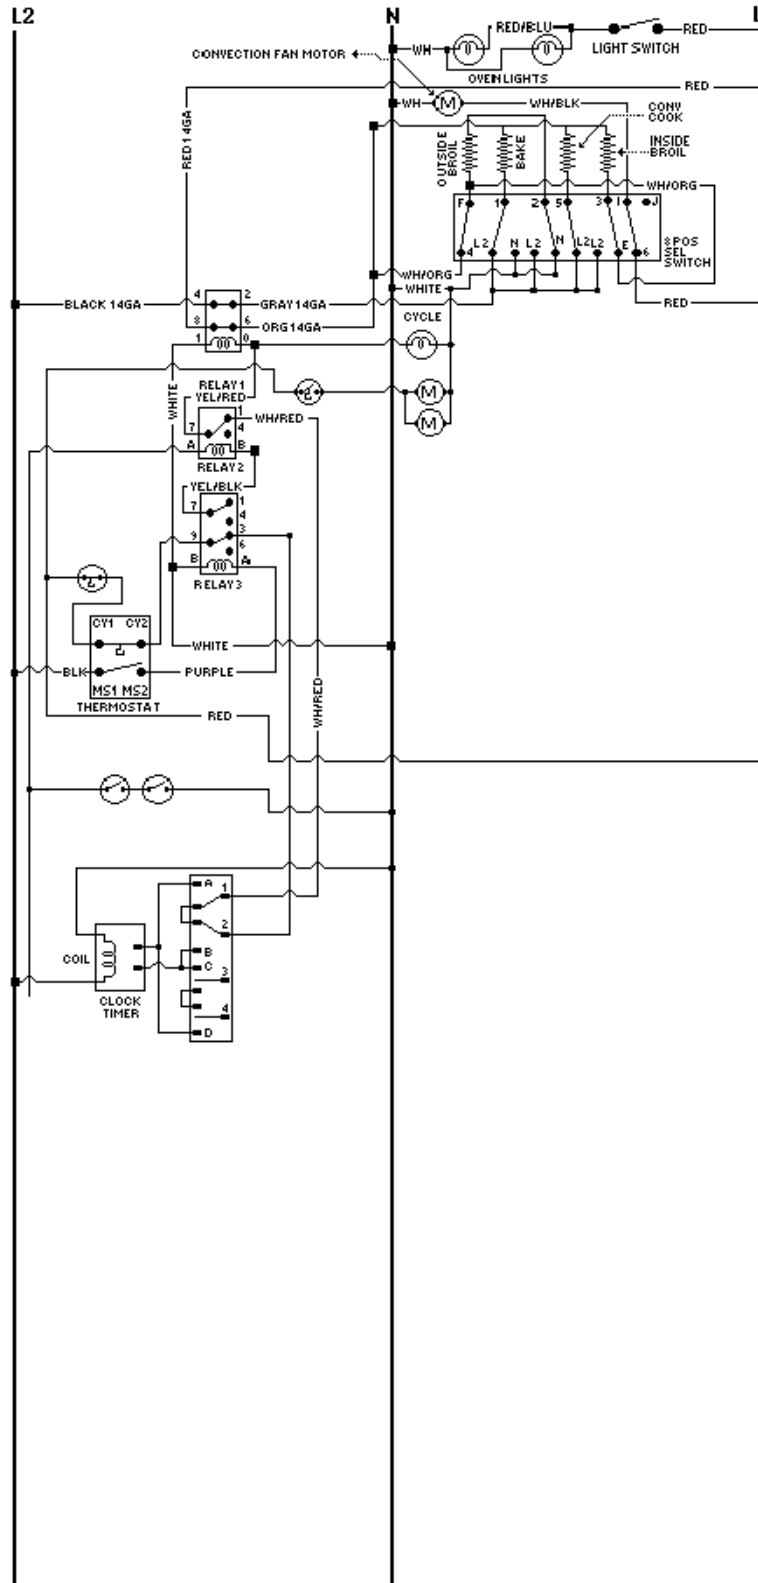 L2
N
L
RED/BLU
WH
RED
LIGHT SWITCH
CONVECTION FAN MOTOR
OVEIN LIGHTS
RED
WH
M
WH/BLK
CONV
COOK
RED 14GA
OUTSIDE
BROIL
BAKE
INSIDE
BROIL
WH/ORG
F 1 2 5 3 I J
4 L2 N L2 N L2 L2 E 6
8 POS
SEL
SWITCH
WH/ORG
WHITE
RED
BLACK 14GA
4 2
GRAY 14GA
8 6
ORG 14GA
1 0
CYCLE
WHITE
RELAY 1
YEL/RED
M
M
7 1
4
WH/RED
A B
RELAY 2
YEL/BLK
7 1
4
9 3
6
B A
RELAY 3
CY1 CY2
WHITE
BLK
PURPLE
MS1 MS2
THERMOSTAT
RED
WH/RED
A 1
2
B
C 3
4
D
COIL
CLOCK
TIMER